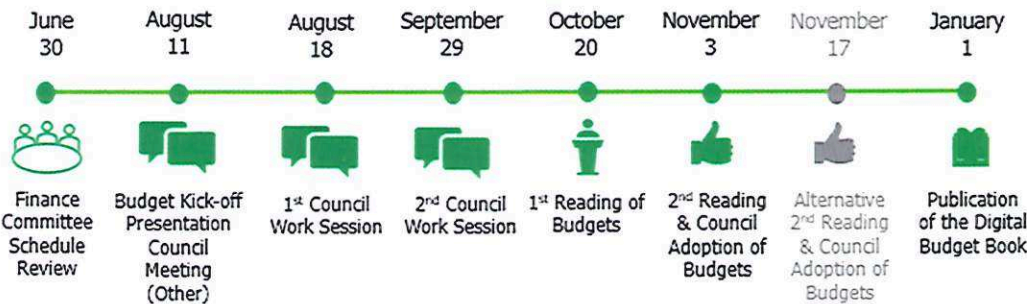 June
30
August
11
August
18
September
29
October
20
November
3
November
17
January
1
Finance
Committee
Schedule
Review
Budget Kick-off
Presentation
Council
Meeting
(Other)
1st Council
Work Session
2nd Council
Work Session
1st Reading of
Budgets
2nd Reading
& Council
Adoption of
Budgets
Alternative
2nd Reading
& Council
Adoption of
Budgets
Publication
of the Digital
Budget Book